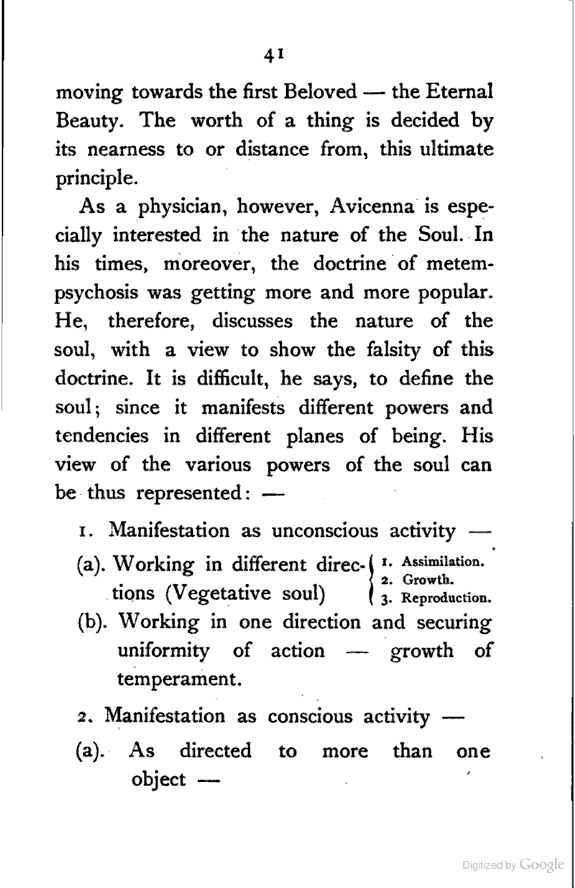 41
moving towards the first Beloved — the Eternal
Beauty. The worth of a thing is decided by
its nearness to or distance from, this ultimate
principle.
As a physician, however, Avicenna is espe-
cially interested in the nature of the Soul. In
his times, moreover, the doctrine of metem-
psychosis was getting more and more popular.
He, therefore, discusses the nature of the
soul, with a view to show the falsity of this
doctrine. It is difficult, he says, to define the
soul; since it manifests different powers and
tendencies in different planes of being. His
view of the various powers of the soul can
be thus represented: —
1. Manifestation as unconscious activity —
(a). Working in different direc-
tions (Vegetative soul)
1. Assimilation.
2. Growth.
3. Reproduction.
(b). Working in one direction and securing
uniformity of action — growth of
temperament.
2. Manifestation as conscious activity —
(a). As directed to more than one
object —
Digitized by Google